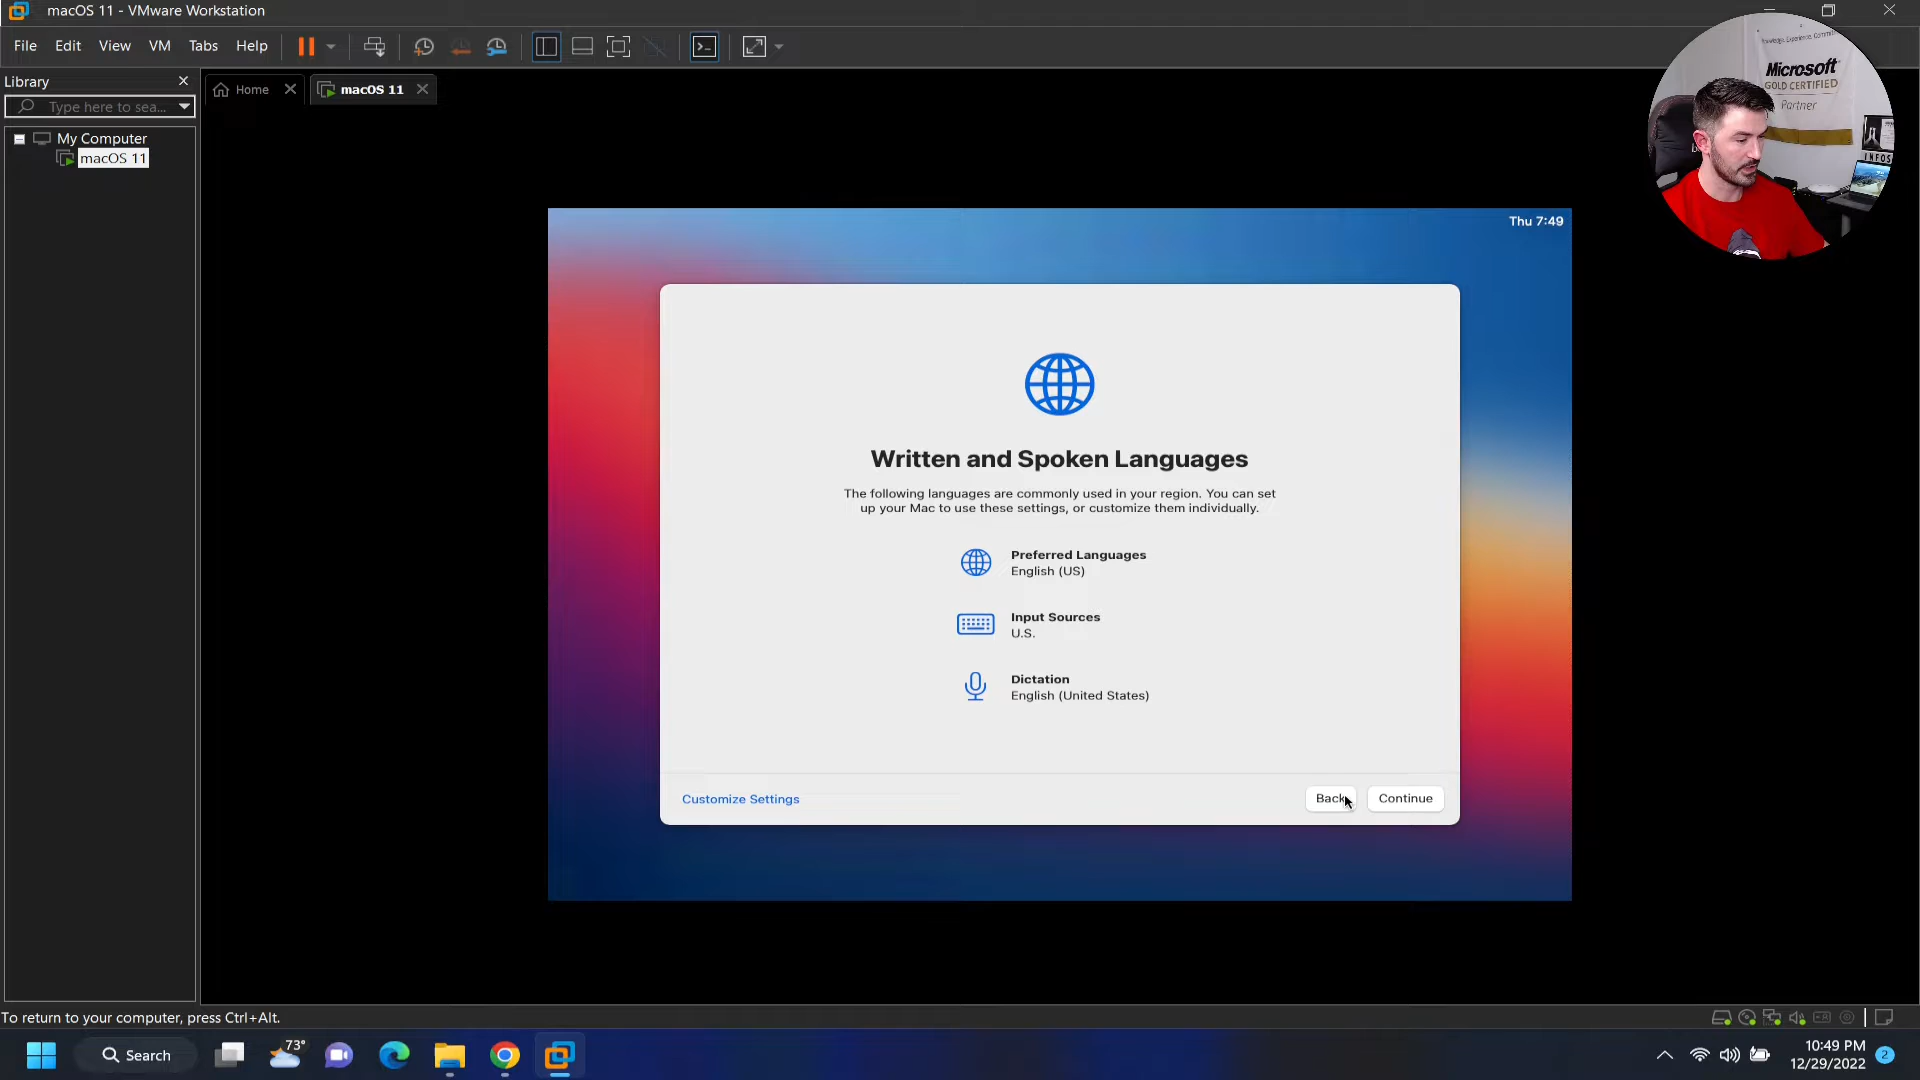 macOS 11 - VMware Workstation
File Edit View VM Tabs Help
Microsoft
GOLD CERTIFIED
Partner
INFOS
Library
Type here to sea...
Home
macOS 11
My Computer
macOS 11
Thu 7:49
Written and Spoken Languages
The following languages are commonly used in your region. You can set
up your Mac to use these settings, or customize them individually.
Preferred Languages
English (US)
Input Sources
U.S.
Dictation
English (United States)
Customize Settings
Back
Continue
To return to your computer, press Ctrl+Alt.
Search
73°
10:49 PM
12/29/2022
2